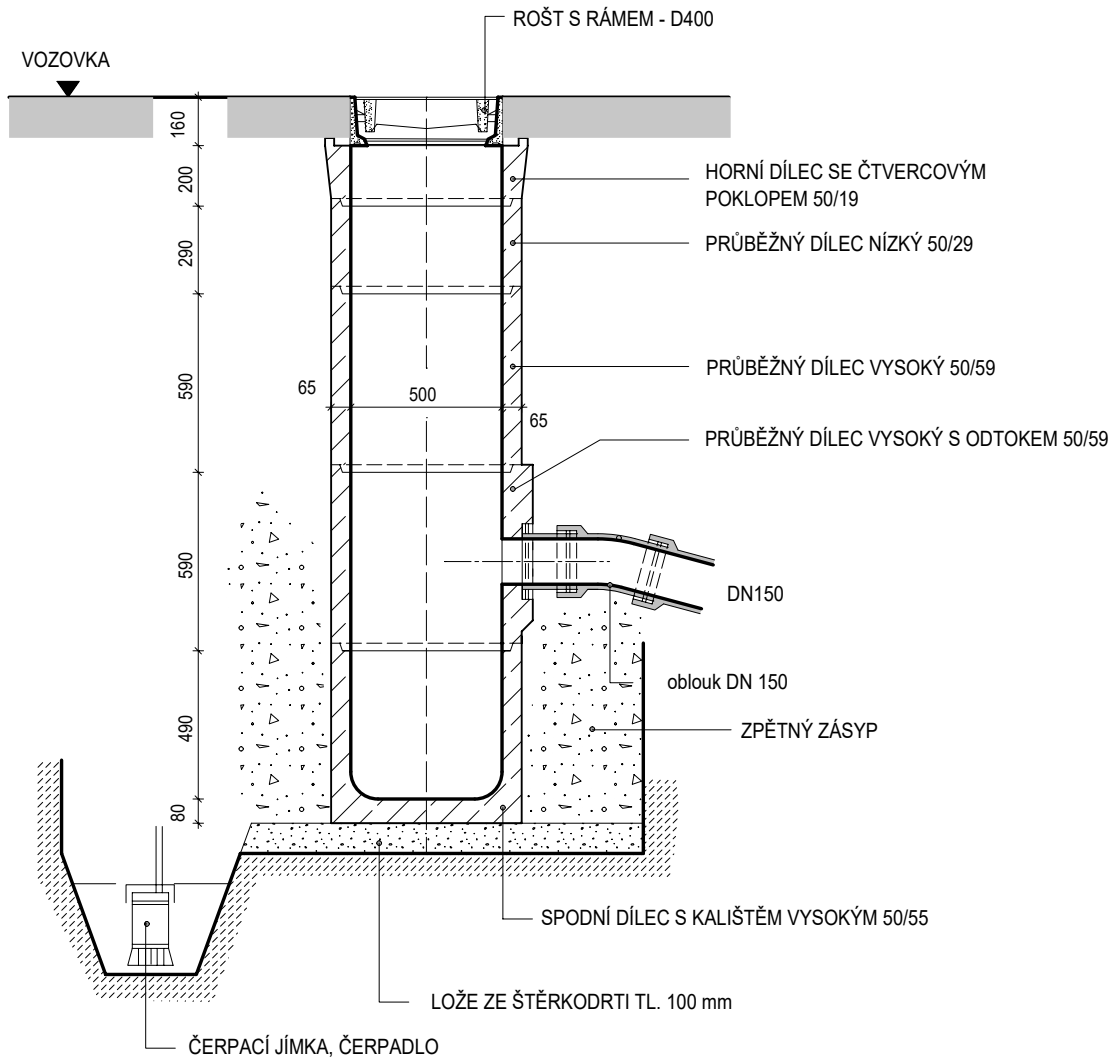 ROŠT S RÁMEM - D400
VOZOVKA
160
200
290
590
590
490
80
HORNÍ DÍLEC SE ČTVERCOVÝM
POKLOPEM 50/19
PRŮBĚŽNÝ DÍLEC NÍZKÝ 50/29
PRŮBĚŽNÝ DÍLEC VYSOKÝ 50/59
65
500
65
PRŮBĚŽNÝ DÍLEC VYSOKÝ S ODTOKEM 50/59
DN150
oblouk DN 150
ZPĚTNÝ ZÁSYP
SPODNÍ DÍLEC S KALIŠTĚM VYSOKÝM 50/55
LOŽE ZE ŠTĚRKODRTI TL. 100 mm
ČERPACÍ JÍMKA, ČERPADLO